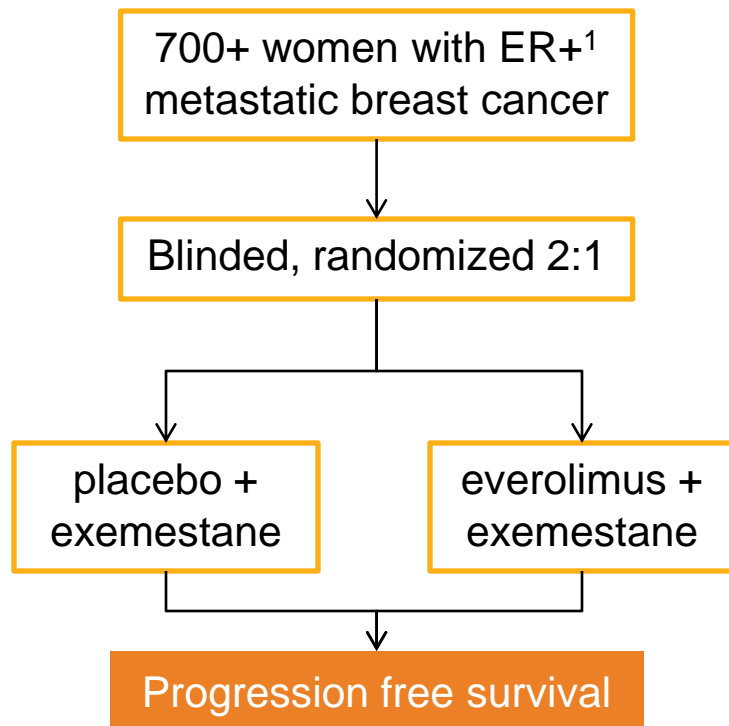 700+ women with ER+¹
metastatic breast cancer
Blinded, randomized 2:1
placebo +
exemestane
everolimus +
exemestane
Progression free survival